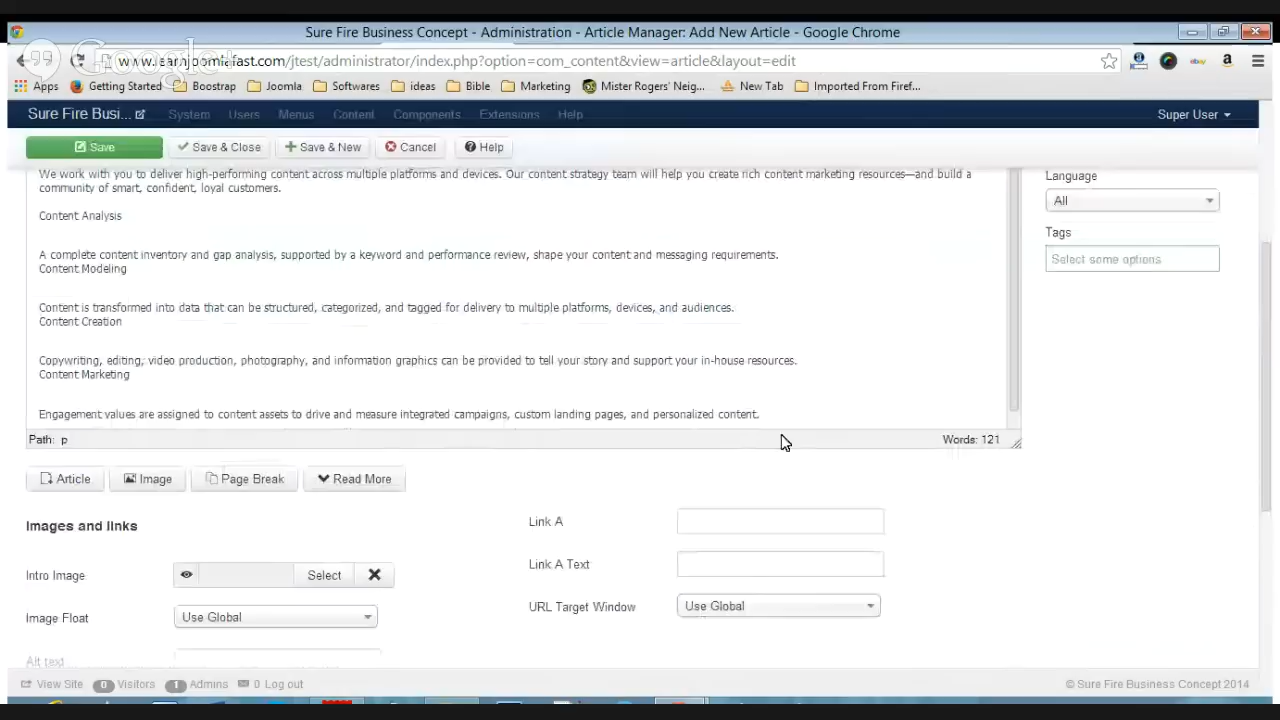 Sure Fire Business Concept - Administration - Article Manager: Add New Article - Google Chrome
Google+
www.learnjoomlafast.com/jtest/administrator/index.php?option=com_content&view=article&layout=edit
Apps Getting Started Boostrap Joomla Softwares ideas Bible Marketing Mister Rogers' Neig... New Tab Imported From Firef...
Sure Fire Busi... System Users Menus Content Components Extensions Help Super User
Save Save & Close Save & New Cancel Help
We work with you to deliver high-performing content across multiple platforms and devices. Our content strategy team will help you create rich content marketing resources—and build a
community of smart, confident, loyal customers.
Content Analysis
A complete content inventory and gap analysis, supported by a keyword and performance review, shape your content and messaging requirements.
Content Modeling
Content is transformed into data that can be structured, categorized, and tagged for delivery to multiple platforms, devices, and audiences.
Content Creation
Copywriting, editing, video production, photography, and information graphics can be provided to tell your story and support your in-house resources.
Content Marketing
Engagement values are assigned to content assets to drive and measure integrated campaigns, custom landing pages, and personalized content.
Path: p Words: 121
Language
All
Tags
Select some options
Article Image Page Break Read More
Images and links
Intro Image Select
Image Float Use Global
Alt text
Link A
Link A Text
URL Target Window Use Global
View Site 0 Visitors 1 Admins 0 Log out © Sure Fire Business Concept 2014